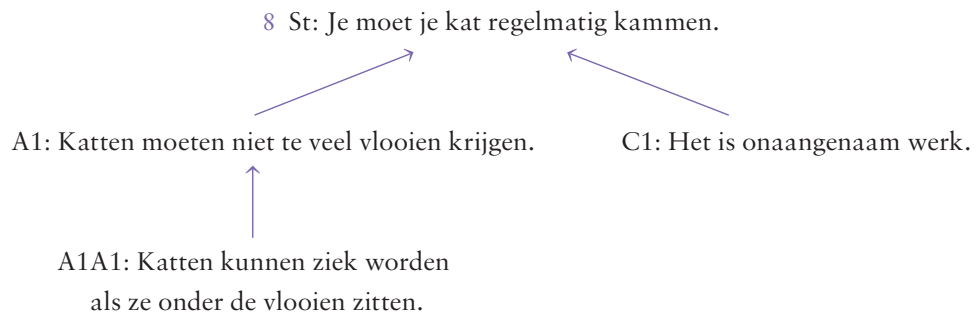 8 St: Je moet je kat regelmatig kammen.
A1: Katten moeten niet te veel vlooien krijgen.
C1: Het is onaangenaam werk.
A1A1: Katten kunnen ziek worden
als ze onder de vlooien zitten.